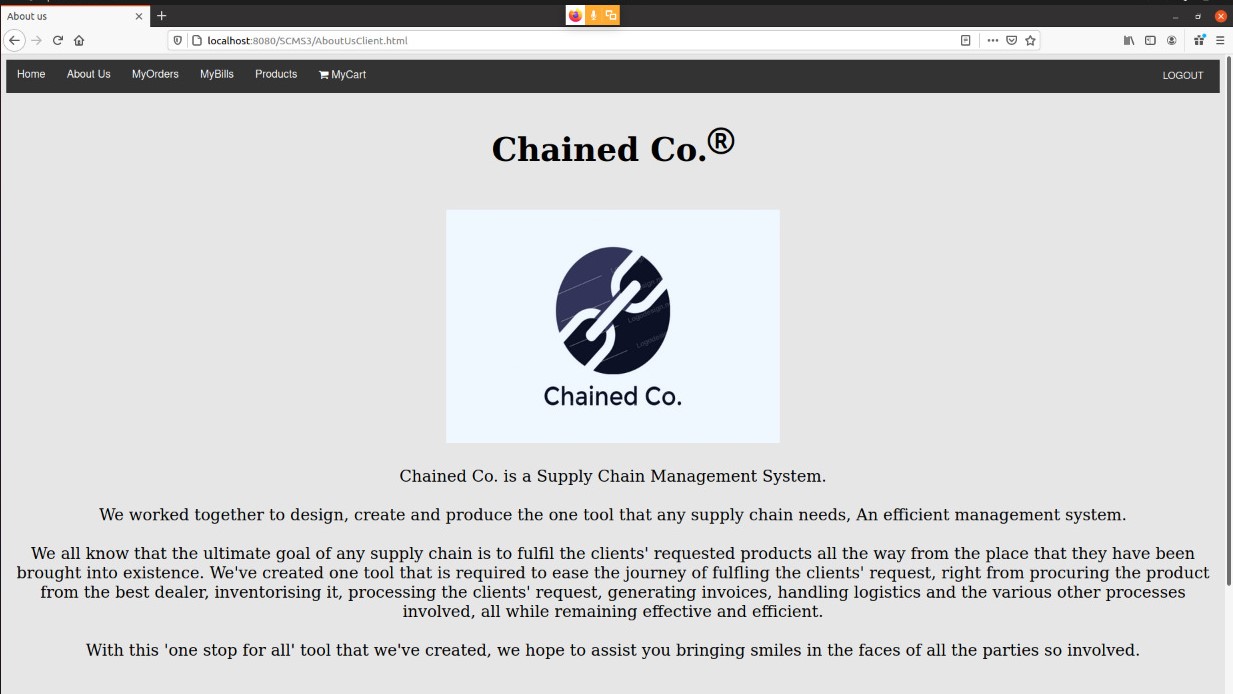 About us
localhost:8080/SCMS3/AboutUsClient.html
Home About Us MyOrders MyBills Products MyCart LOGOUT
Chained Co.®
Chained Co.
Chained Co. is a Supply Chain Management System.
We worked together to design, create and produce the one tool that any supply chain needs, An efficient management system.
We all know that the ultimate goal of any supply chain is to fulfil the clients' requested products all the way from the place that they have been
brought into existence. We've created one tool that is required to ease the journey of fulfling the clients' request, right from procuring the product
from the best dealer, inventorising it, processing the clients' request, generating invoices, handling logistics and the various other processes
involved, all while remaining effective and efficient.
With this 'one stop for all' tool that we've created, we hope to assist you bringing smiles in the faces of all the parties so involved.